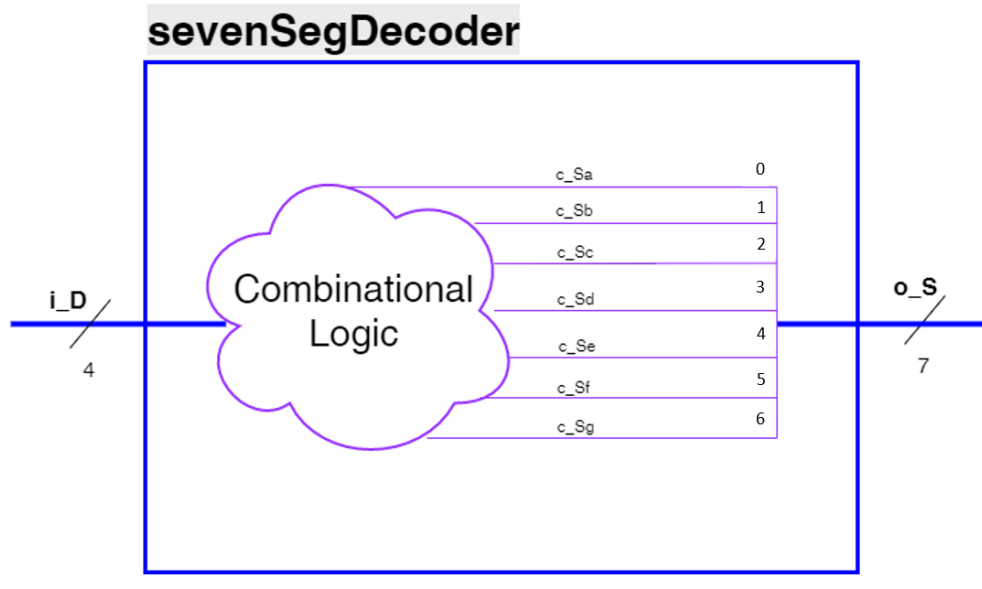 sevenSegDecoder
c_Sa 0
c_Sb 1
c_Sc 2
c_Sd 3
c_Se 4
c_Sf 5
c_Sg 6
Combinational
Logic
i_D
4
o_S
7